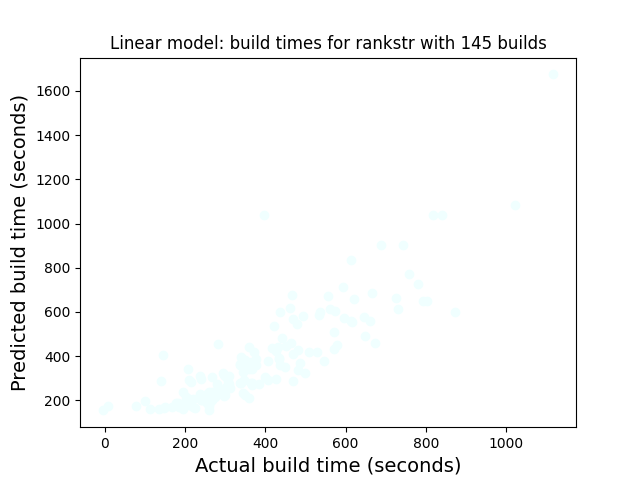 Linear model: build times for rankstr with 145 builds
Predicted build time (seconds)
1600
1400
1200
1000
800
600
400
200
0 200 400 600 800 1000
Actual build time (seconds)